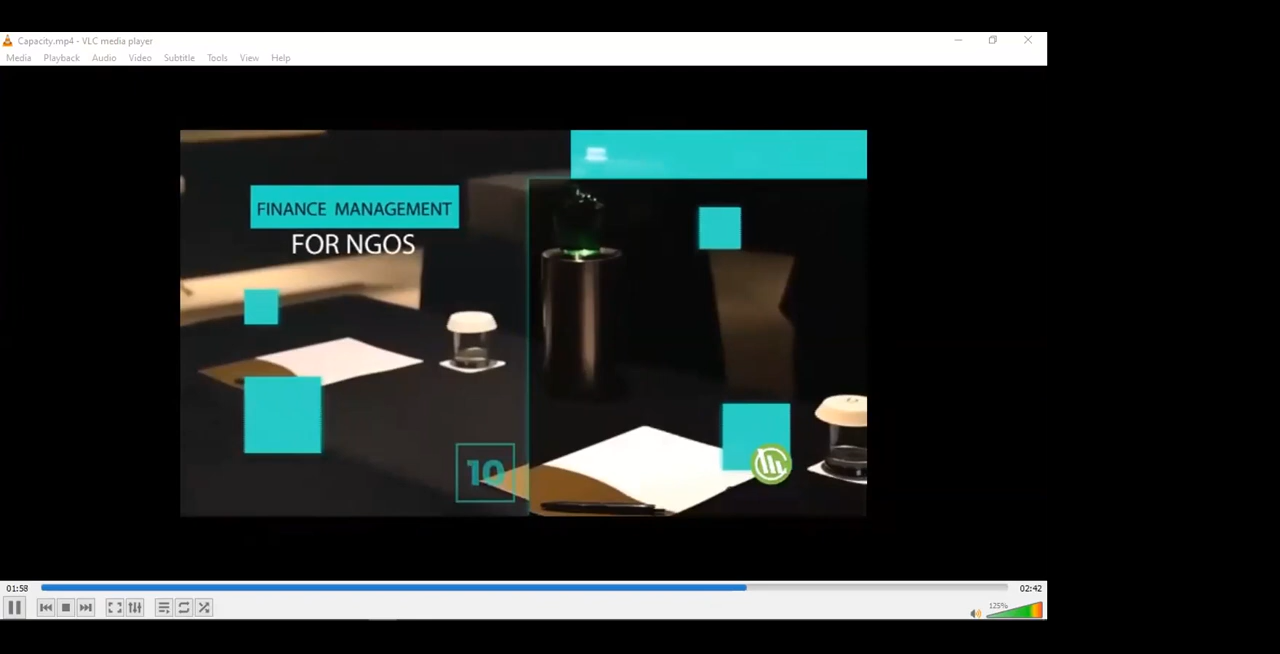 Capacity.mp4 - VLC media player
Media Playback Audio Video Subtitle Tools View Help
FINANCE MANAGEMENT
FOR NGOS
10
01:58
02:42
125%